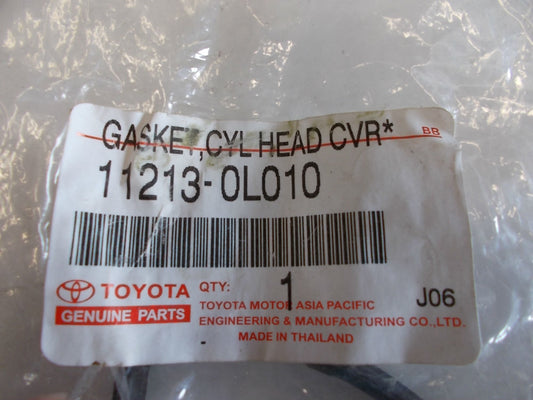 GASKET,CYL HEAD CVR*
BR
11213-0L010
TOYOTA
GENUINE PARTS
QTY: 1
J06
TOYOTA MOTOR ASIA PACIFIC
ENGINEERING & MANUFACTURING CO.,LTD.
MADE IN THAILAND